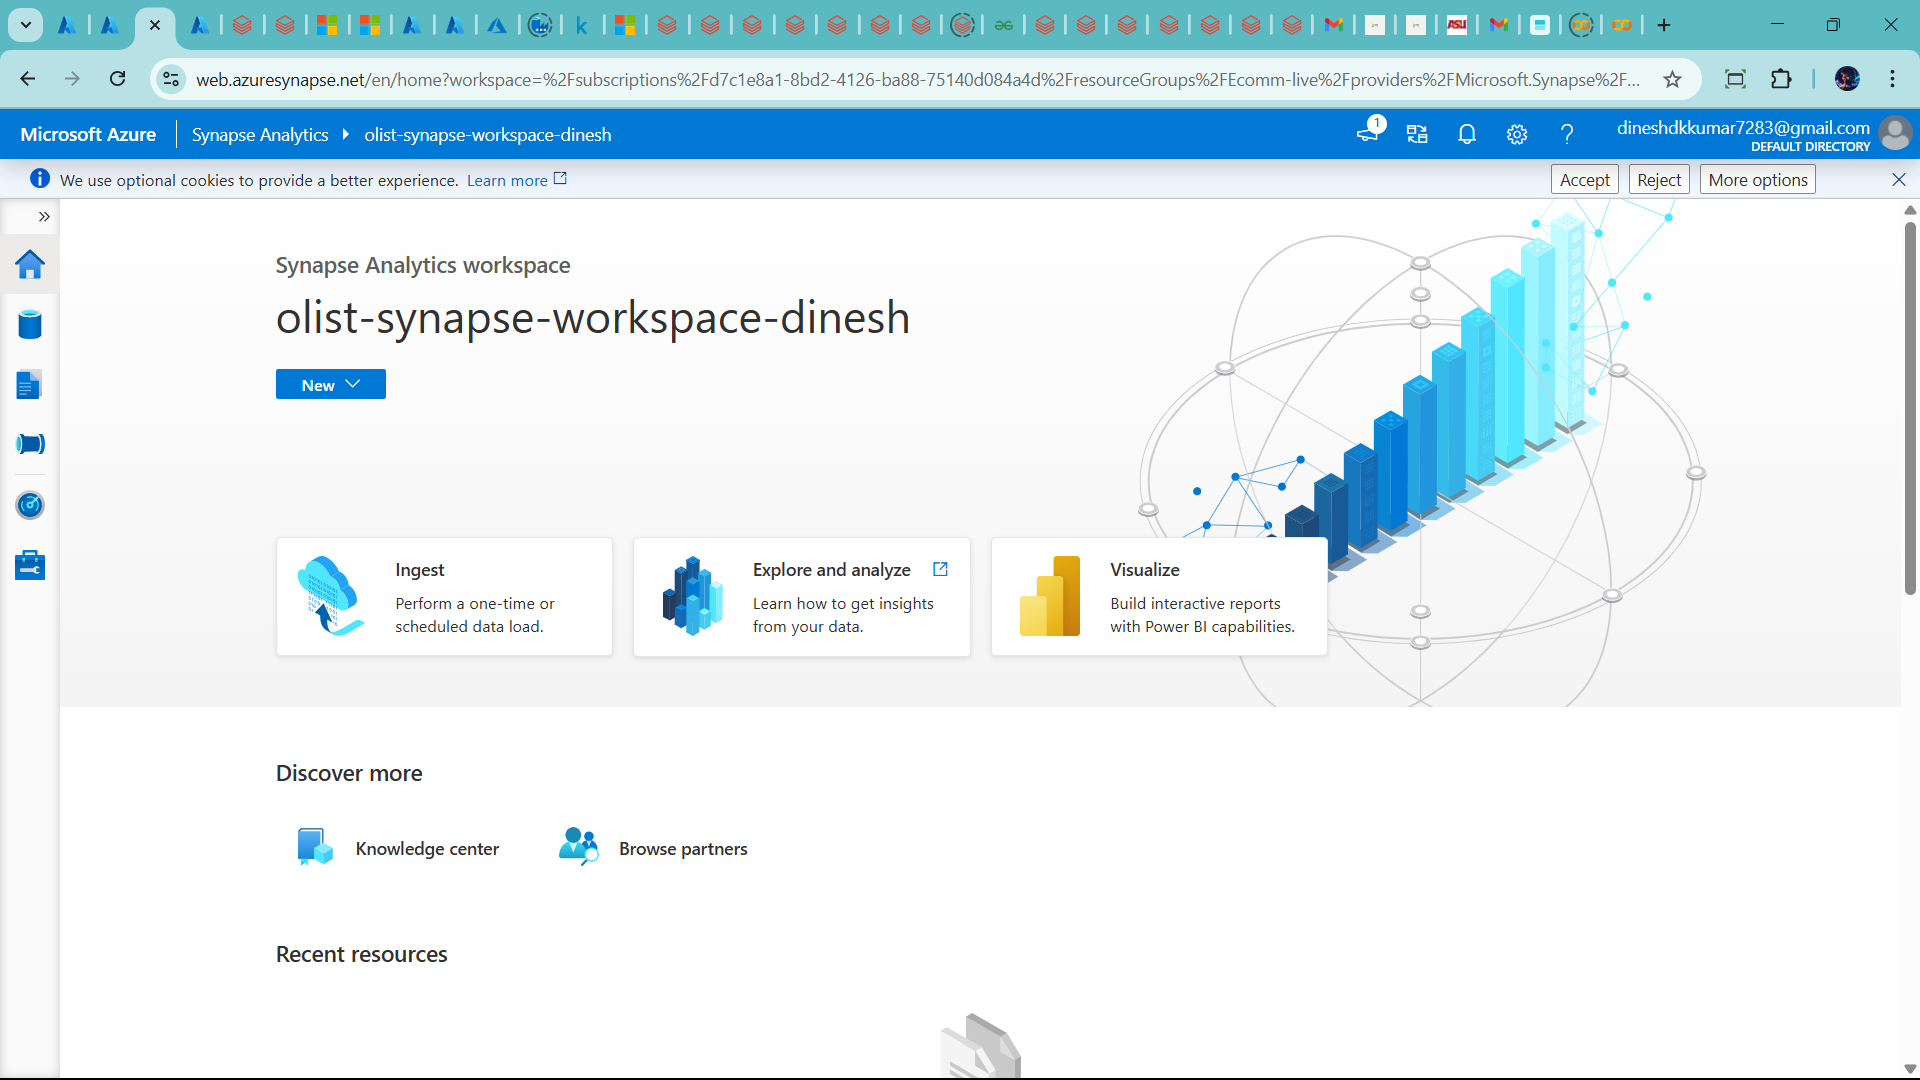 web.azuresynapse.net/en/home?workspace=%2Fsubscriptions%2Fd7c1e8a1-8bd2-4126-ba88-75140d084a4d%2FresourceGroups%2FEcomm-live%2Fproviders%2FMicrosoft.Synapse%2F...
Microsoft Azure
Synapse Analytics
olist-synapse-workspace-dinesh
1
dineshdkkumar7283@gmail.com
DEFAULT DIRECTORY
We use optional cookies to provide a better experience. Learn more
Accept
Reject
More options
Synapse Analytics workspace
olist-synapse-workspace-dinesh
New
Ingest
Perform a one-time or
scheduled data load.
Explore and analyze
Learn how to get insights
from your data.
Visualize
Build interactive reports
with Power BI capabilities.
Discover more
Knowledge center
Browse partners
Recent resources